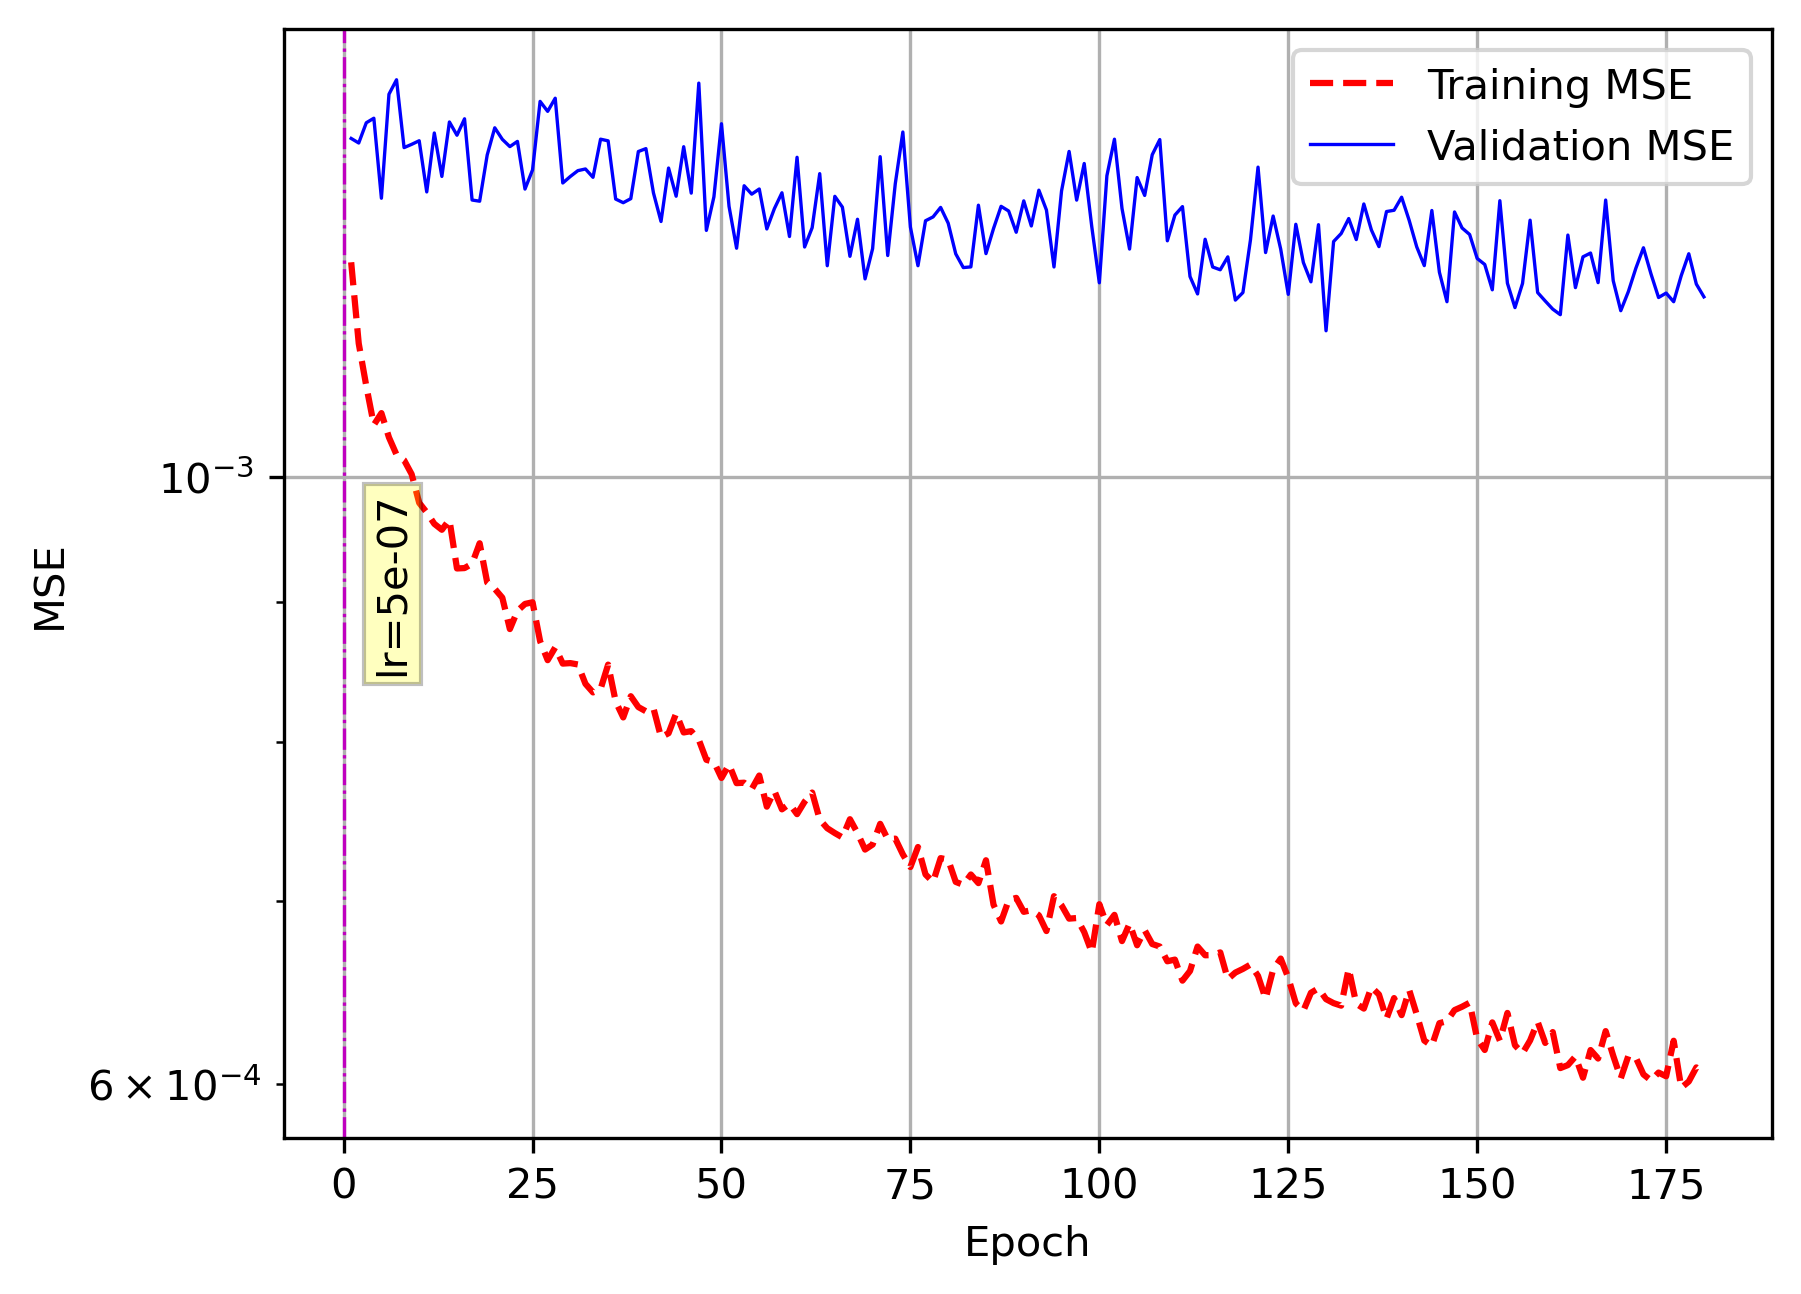 Training MSE
Validation MSE
10⁻³
6 × 10⁻⁴
MSE
lr=5e-07
0 25 50 75 100 125 150 175
Epoch